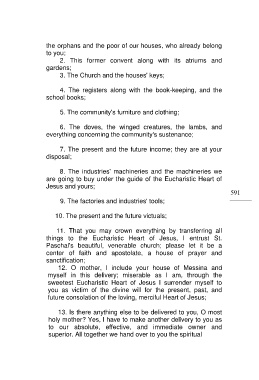 the orphans and the poor of our houses, who already belong
to you;
2. This former convent along with its atriums and
gardens;
3. The Church and the houses' keys;
4. The registers along with the book-keeping, and the
school books;
5. The community's furniture and clothing;
6. The doves, the winged creatures, the lambs, and
everything concerning the community's sustenance;
7. The present and the future income; they are at your
disposal;
8. The industries' machineries and the machineries we
are going to buy under the guide of the Eucharistic Heart of
Jesus and yours;
591
9. The factories and industries' tools;
10. The present and the future victuals;
11. That you may crown everything by transferring all
things to the Eucharistic Heart of Jesus, I entrust St.
Paschal's beautiful, venerable church; please let it be a
center of faith and apostolate, a house of prayer and
sanctification;
12. O mother, I include your house of Messina and
myself in this delivery; miserable as I am, through the
sweetest Eucharistic Heart of Jesus I surrender myself to
you as victim of the divine will for the present, past, and
future consolation of the loving, merciful Heart of Jesus;
13. Is there anything else to be delivered to you, O most
holy mother? Yes, I have to make another delivery to you as
to our absolute, effective, and immediate owner and
superior. All together we hand over to you the spiritual